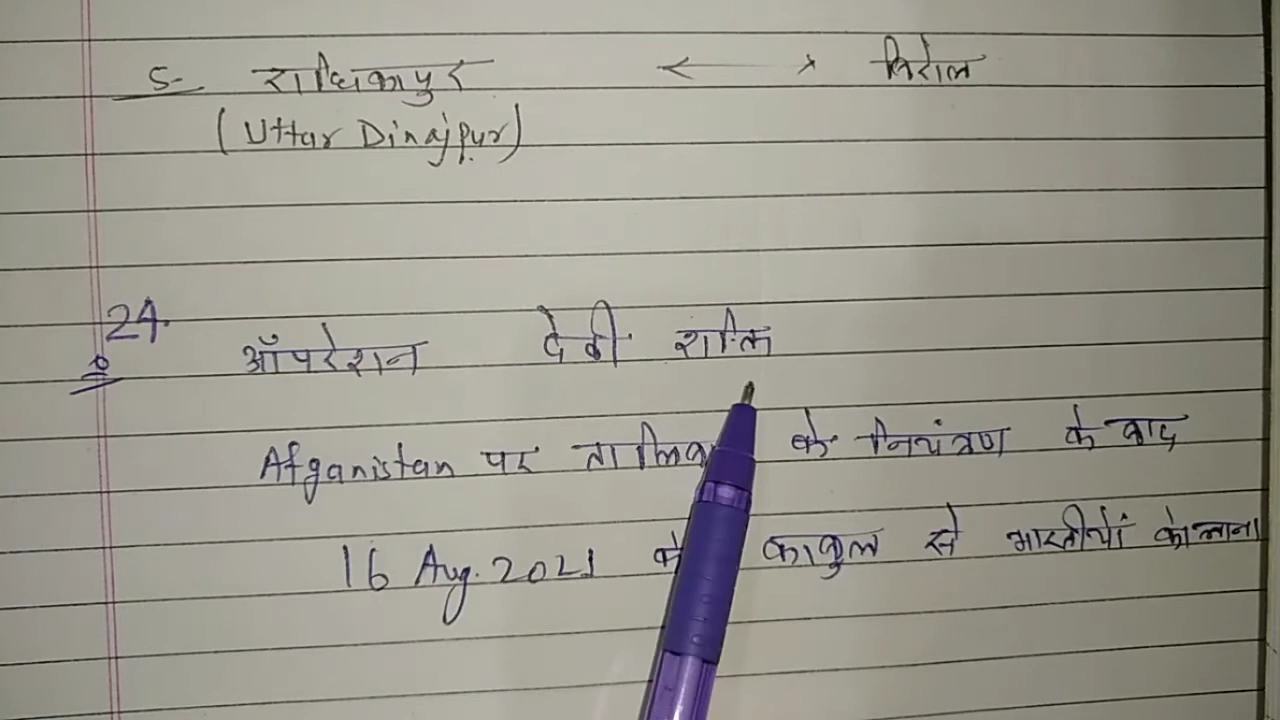 5- राधिकापुर ← × विरोल
(Uttar Dinajpur)
24. ऑपरेशन देवी शक्ति
Afganistan पर के नियंत्रण के बाद
16 Aug. 2021 काबुल से भारतीयों को लाना